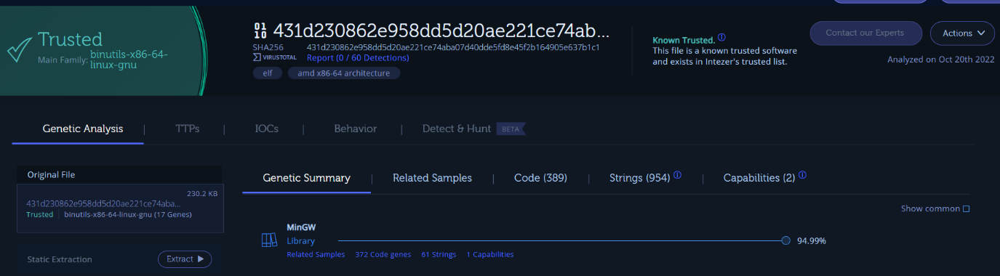 Trusted
Main Family: binutils-x86-64-linux-gnu
01
10
431d230862e958dd5d20ae221ce74ab...
SHA256 431d230862e958dd5d20ae221ce74aba07d40dde5fd8e45f2b164905e637b1c1
VIRUSTOTAL Report (0 / 60 Detections)
elf amd x86-64 architecture
Known Trusted.
This file is a known trusted software
and exists in Intezer's trusted list.
Contact our Experts Actions
Analyzed on Oct 20th 2022
Genetic Analysis | TTPs | IOCs | Behavior | Detect & Hunt BETA
Original File
230.2 KB
431d230862e958dd5d20ae221ce74aba...
Trusted | binutils-x86-64-linux-gnu (17 Genes)
Static Extraction Extract
Genetic Summary | Related Samples | Code (389) | Strings (954) | Capabilities (2)
Show common
MinGW
Library 94.99%
Related Samples 372 Code genes 61 Strings 1 Capabilities